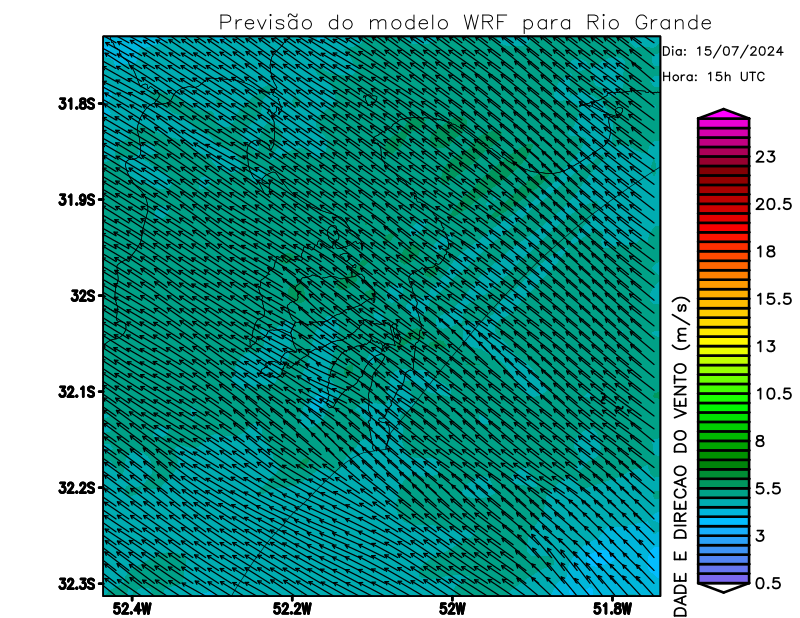 Previsão do modelo WRF para Rio Grande
Dia: 15/07/2024
Hora: 15h UTC
31.8S
31.9S
32S
32.1S
32.2S
32.3S
52.4W
52.2W
52W
51.8W
DADE E DIRECAO DO VENTO (m/s)
23
20.5
18
15.5
13
10.5
8
5.5
3
0.5